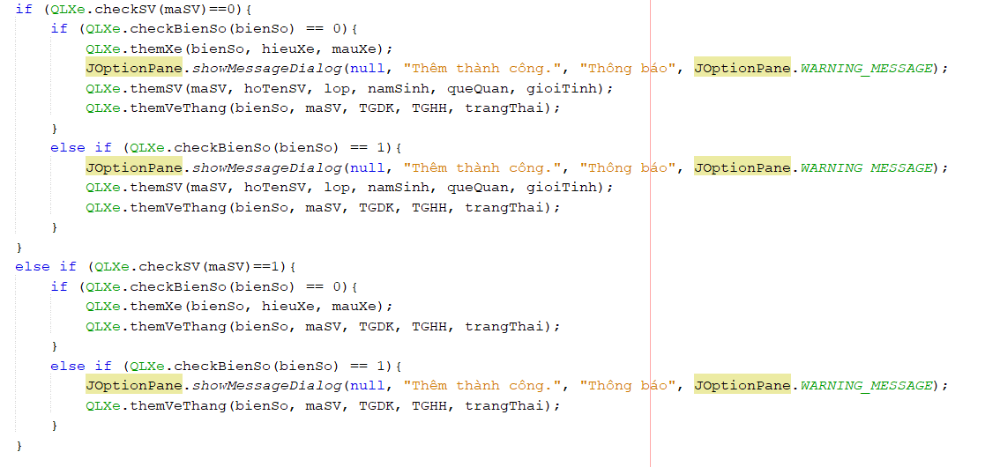 if (QLXe.checkSV(maSV)==0){
if (QLXe.checkBienSo(bienSo) == 0){
QLXe.themXe(bienSo, hieuXe, mauXe);
JOptionPane.showMessageDialog(null, "Thêm thành công.", "Thông báo", JOptionPane.WARNING_MESSAGE);
QLXe.themSV(maSV, hoTenSV, lop, namSinh, queQuan, gioiTinh);
QLXe.themVeThang(bienSo, maSV, TGDK, TGHH, trangThai);
}
else if (QLXe.checkBienSo(bienSo) == 1){
JOptionPane.showMessageDialog(null, "Thêm thành công.", "Thông báo", JOptionPane.WARNING MESSAGE);
QLXe.themSV(maSV, hoTenSV, lop, namSinh, queQuan, gioiTinh);
QLXe.themVeThang(bienSo, maSV, TGDK, TGHH, trangThai);
}
}
else if (QLXe.checkSV(maSV)==1){
if (QLXe.checkBienSo(bienSo) == 0){
QLXe.themXe(bienSo, hieuXe, mauXe);
QLXe.themVeThang(bienSo, maSV, TGDK, TGHH, trangThai);
}
else if (QLXe.checkBienSo(bienSo) == 1){
JOptionPane.showMessageDialog(null, "Thêm thành công.", "Thông báo", JOptionPane.WARNING_MESSAGE);
QLXe.themVeThang(bienSo, maSV, TGDK, TGHH, trangThai);
}
}